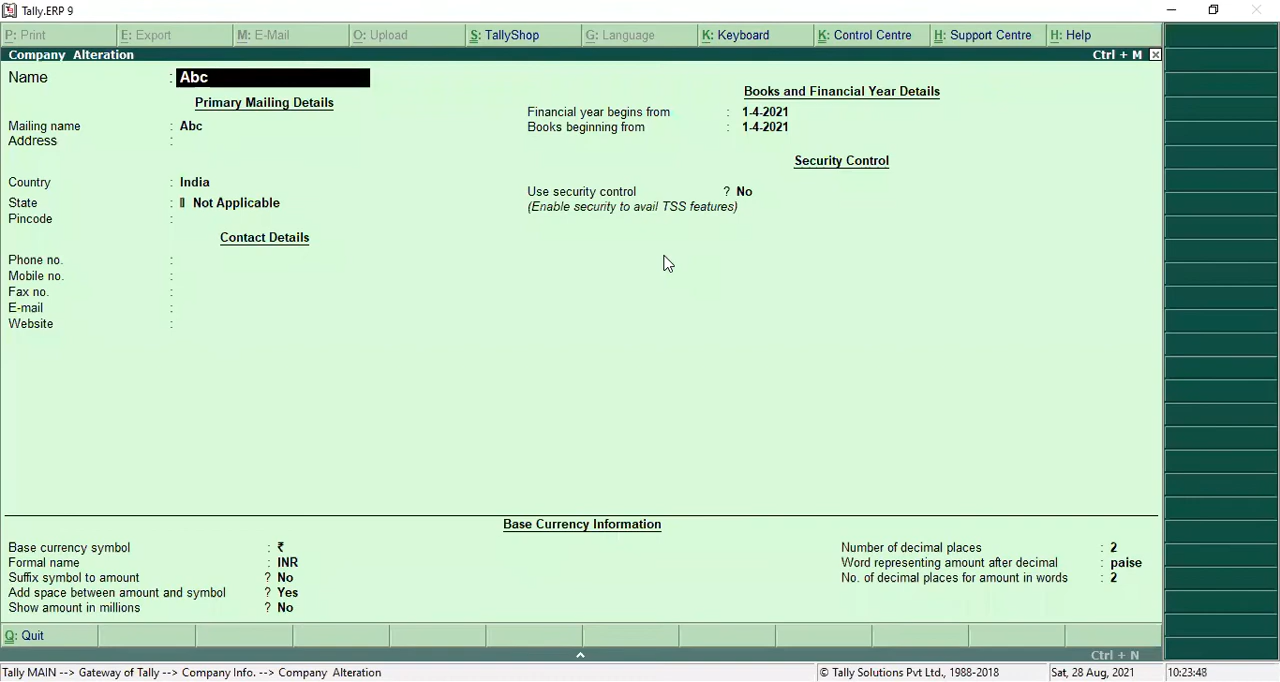 Tally.ERP 9
P: Print E: Export M: E-Mail O: Upload S: TallyShop G: Language K: Keyboard K: Control Centre H: Support Centre H: Help
Company Alteration Ctrl + M
Name : Abc
Primary Mailing Details
Mailing name : Abc
Address :
Country : India
State : Not Applicable
Pincode :
Contact Details
Phone no. :
Mobile no. :
Fax no. :
E-mail :
Website :
Books and Financial Year Details
Financial year begins from : 1-4-2021
Books beginning from : 1-4-2021
Security Control
Use security control ? No
(Enable security to avail TSS features)
Base Currency Information
Base currency symbol : ₹
Formal name : INR
Suffix symbol to amount ? No
Add space between amount and symbol ? Yes
Show amount in millions ? No
Number of decimal places : 2
Word representing amount after decimal : paise
No. of decimal places for amount in words : 2
Q: Quit
Ctrl + N
Tally MAIN --> Gateway of Tally --> Company Info. --> Company Alteration © Tally Solutions Pvt Ltd., 1988-2018 Sat, 28 Aug, 2021 10:23:48